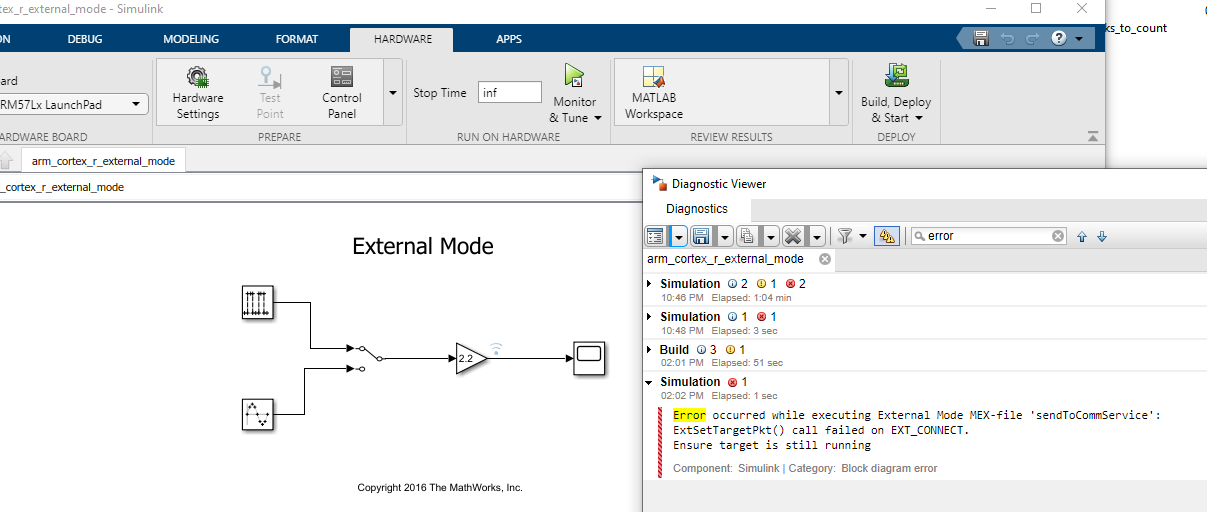 tex_r_external_mode - Simulink
ks_to_count
ON DEBUG MODELING FORMAT HARDWARE APPS
ard
RM57Lx LaunchPad
Hardware Settings
Test Point
Control Panel
Stop Time inf
Monitor & Tune
MATLAB Workspace
Build, Deploy & Start
ARDWARE BOARD PREPARE RUN ON HARDWARE REVIEW RESULTS DEPLOY
arm_cortex_r_external_mode
_cortex_r_external_mode
External Mode
2.2
Copyright 2016 The MathWorks, Inc.
Diagnostic Viewer
Diagnostics
error
arm_cortex_r_external_mode
Simulation 2 1 2
10:46 PM Elapsed: 1:04 min
Simulation 1 1
10:48 PM Elapsed: 3 sec
Build 3 1
02:01 PM Elapsed: 51 sec
Simulation 1
02:02 PM Elapsed: 1 sec
Error occurred while executing External Mode MEX-file 'sendToCommService':
ExtSetTargetPkt() call failed on EXT_CONNECT.
Ensure target is still running
Component: Simulink | Category: Block diagram error